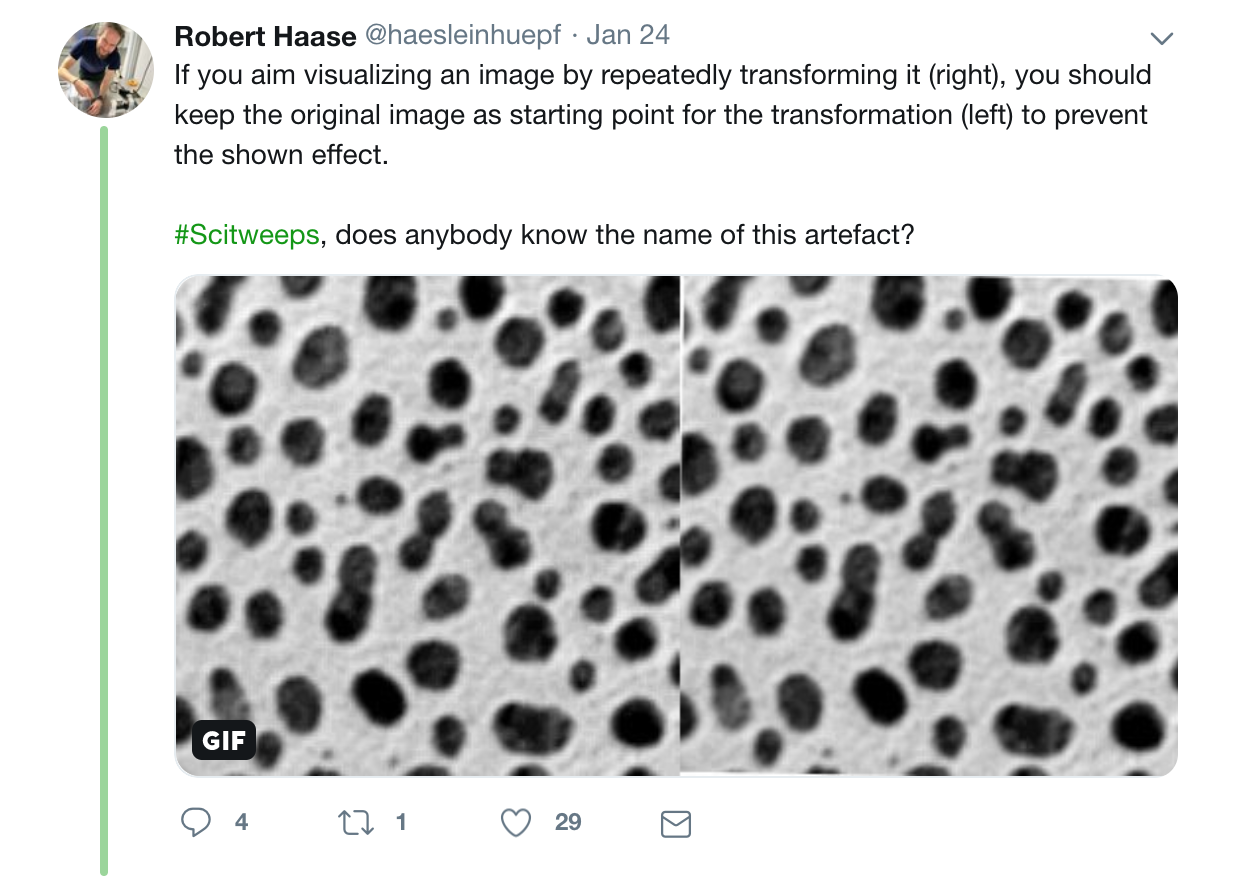 Robert Haase @haesleinhuepf · Jan 24
If you aim visualizing an image by repeatedly transforming it (right), you should
keep the original image as starting point for the transformation (left) to prevent
the shown effect.
#Scitweeps, does anybody know the name of this artefact?
GIF
4 1 29